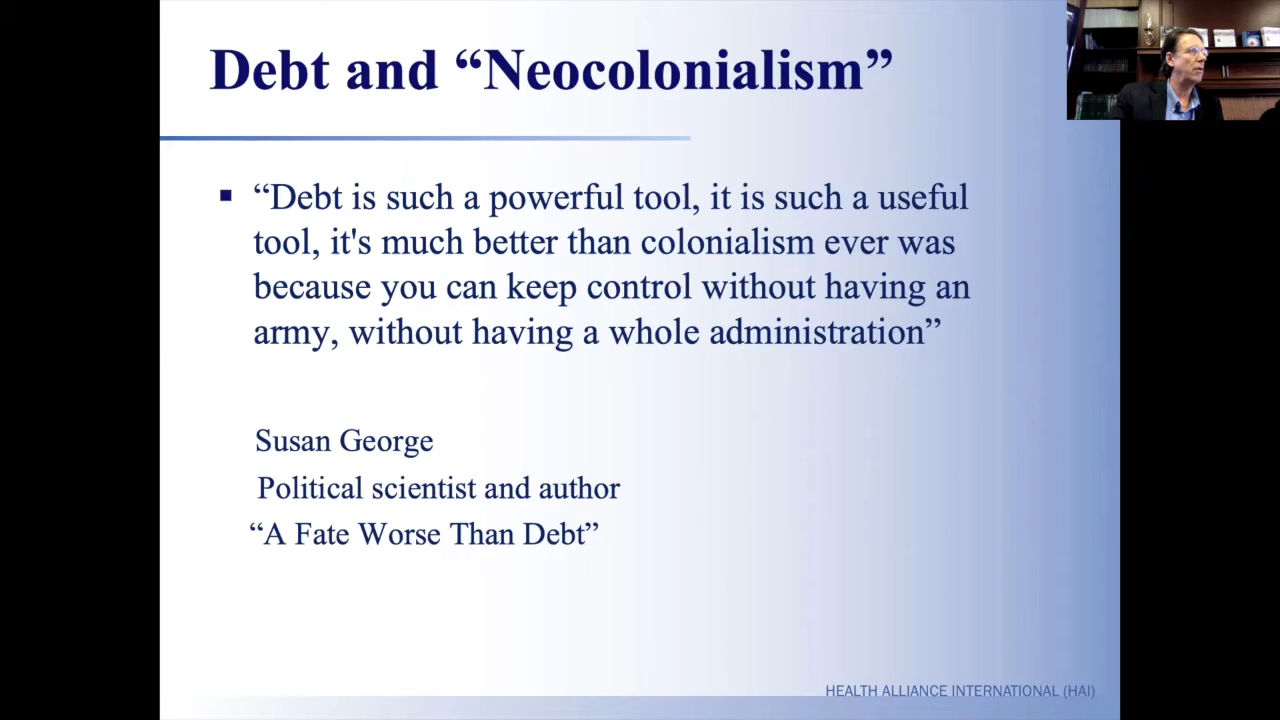 Debt and “Neocolonialism”
▪ “Debt is such a powerful tool, it is such a useful
tool, it's much better than colonialism ever was
because you can keep control without having an
army, without having a whole administration”
Susan George
Political scientist and author
“A Fate Worse Than Debt”
HEALTH ALLIANCE INTERNATIONAL (HAI)